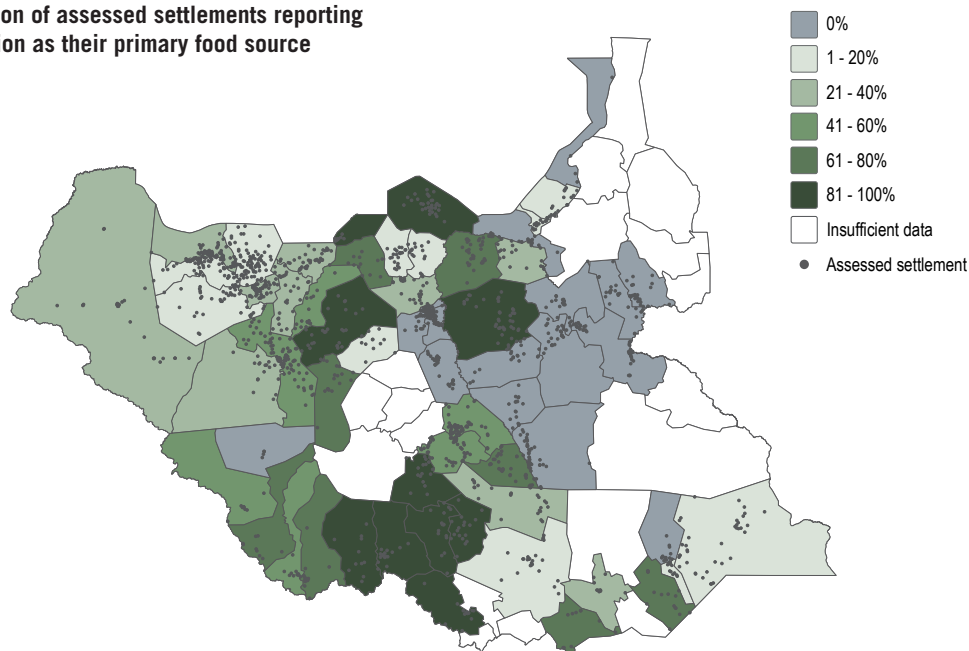 on of assessed settlements reporting
ion as their primary food source
0%
1 - 20%
21 - 40%
41 - 60%
61 - 80%
81 - 100%
Insufficient data
Assessed settlement